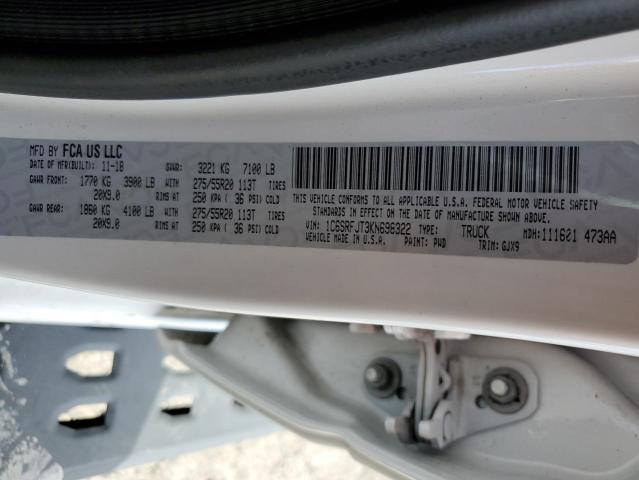 MFD BY FCA US LLC
DATE OF MFR(BUILT): 11-18 GVWR: 3221 KG 7100 LB
GAWR FRONT: 1770 KG 3900 LB WITH 275/55R20 113T TIRES
20X9.0 RIMS AT 250 KPA ( 36 PSI) COLD
GAWR REAR: 1860 KG 4100 LB WITH 275/55R20 113T TIRES
20X9.0 RIMS AT 250 KPA ( 36 PSI) COLD
THIS VEHICLE CONFORMS TO ALL APPLICABLE U.S.A. FEDERAL MOTOR VEHICLE SAFETY
STANDARDS IN EFFECT ON THE DATE OF MANUFACTURE SHOWN ABOVE.
VIN: 1C6SRFJT3KN698322 TYPE: TRUCK MDH: 111601 473AA
VEHICLE MADE IN U.S.A. PAINT: PWD TRIM: GJX9